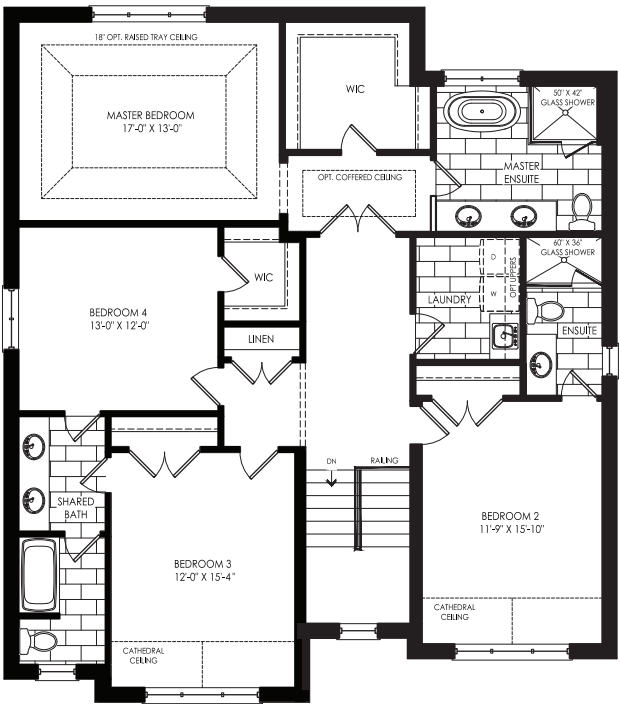 18" OPT. RAISED TRAY CEILING
MASTER BEDROOM
17'-0" X 13'-0"
WIC
50" X 42"
GLASS SHOWER
MASTER
ENSUITE
OPT. COFFERED CEILING
60" X 36"
GLASS SHOWER
D
W
OPT UPPERS
LAUNDRY
WIC
BEDROOM 4
13'-0" X 12'-0"
LINEN
ENSUITE
DN
RAILING
SHARED
BATH
BEDROOM 2
11'-9" X 15'-10"
BEDROOM 3
12'-0" X 15'-4"
CATHEDRAL
CEILING
CATHEDRAL
CEILING